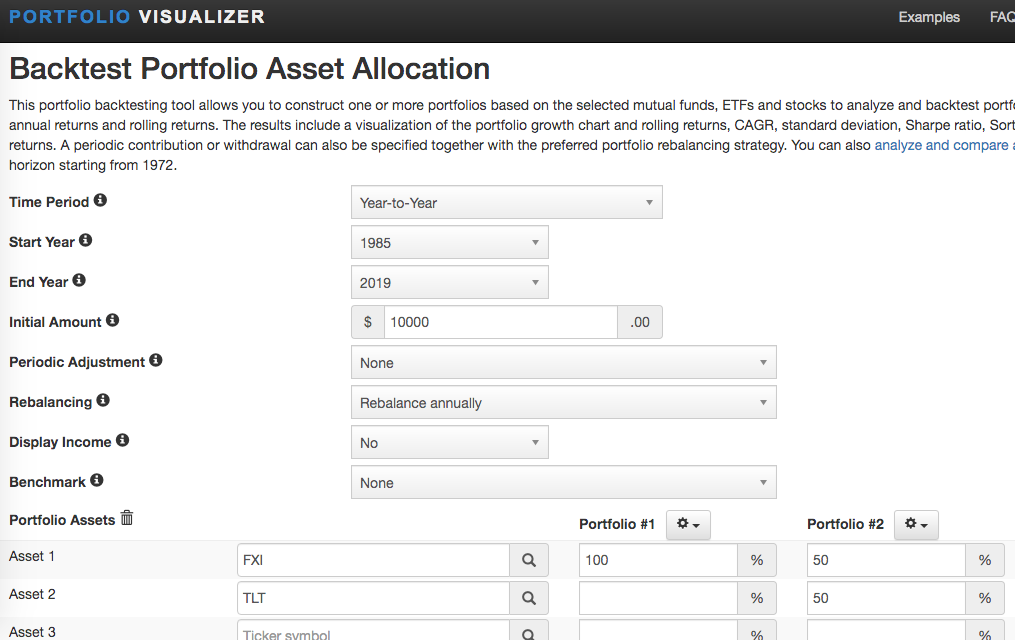 PORTFOLIO VISUALIZER
Examples FAQ
Backtest Portfolio Asset Allocation
This portfolio backtesting tool allows you to construct one or more portfolios based on the selected mutual funds, ETFs and stocks to analyze and backtest portf
annual returns and rolling returns. The results include a visualization of the portfolio growth chart and rolling returns, CAGR, standard deviation, Sharpe ratio, Sort
returns. A periodic contribution or withdrawal can also be specified together with the preferred portfolio rebalancing strategy. You can also analyze and compare a
horizon starting from 1972.
Time Period Year-to-Year
Start Year 1985
End Year 2019
Initial Amount $ 10000 .00
Periodic Adjustment None
Rebalancing Rebalance annually
Display Income No
Benchmark None
Portfolio Assets Portfolio #1 Portfolio #2
Asset 1 FXI 100 % 50 %
Asset 2 TLT % 50 %
Asset 3 Ticker symbol % %